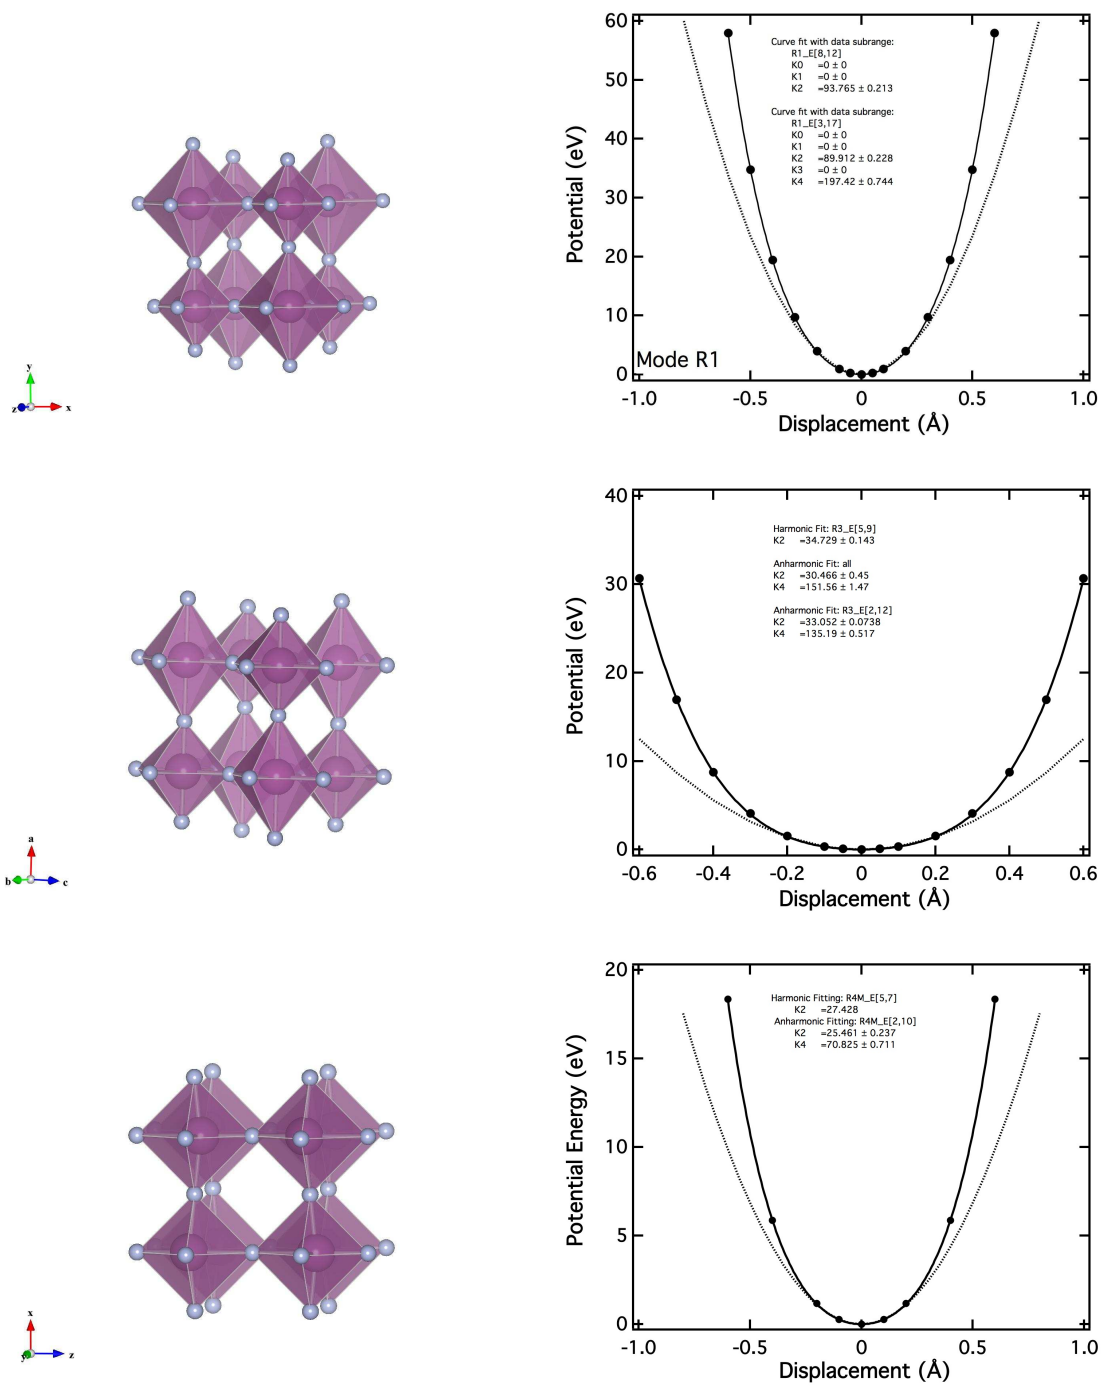 60
50
40
30
20
10
0
Potential (eV)
Curve fit with data subrange:
R1_E[8,12]
K0 =0 ± 0
K1 =0 ± 0
K2 =93.765 ± 0.213
Curve fit with data subrange:
R1_E[3,17]
K0 =0 ± 0
K1 =0 ± 0
K2 =89.912 ± 0.228
K3 =0 ± 0
K4 =197.42 ± 0.744
Mode R1
-1.0 -0.5 0 0.5 1.0
Displacement (Å)
y
z x
40
30
20
10
0
Potential (eV)
Harmonic Fit: R3_E[5,9]
K2 =34.729 ± 0.143
Anharmonic Fit: all
K2 =30.466 ± 0.45
K4 =151.56 ± 1.47
Anharmonic Fit: R3_E[2,12]
K2 =33.052 ± 0.0738
K4 =135.19 ± 0.517
-0.6 -0.4 -0.2 0 0.2 0.4 0.6
Displacement (Å)
a
b c
20
15
10
5
0
Potential Energy (eV)
Harmonic Fitting: R4M_E[5,7]
K2 =27.428
Anharmonic Fitting: R4M_E[2,10]
K2 =25.461 ± 0.237
K4 =70.825 ± 0.711
-1.0 -0.5 0 0.5 1.0
Displacement (Å)
x
y z